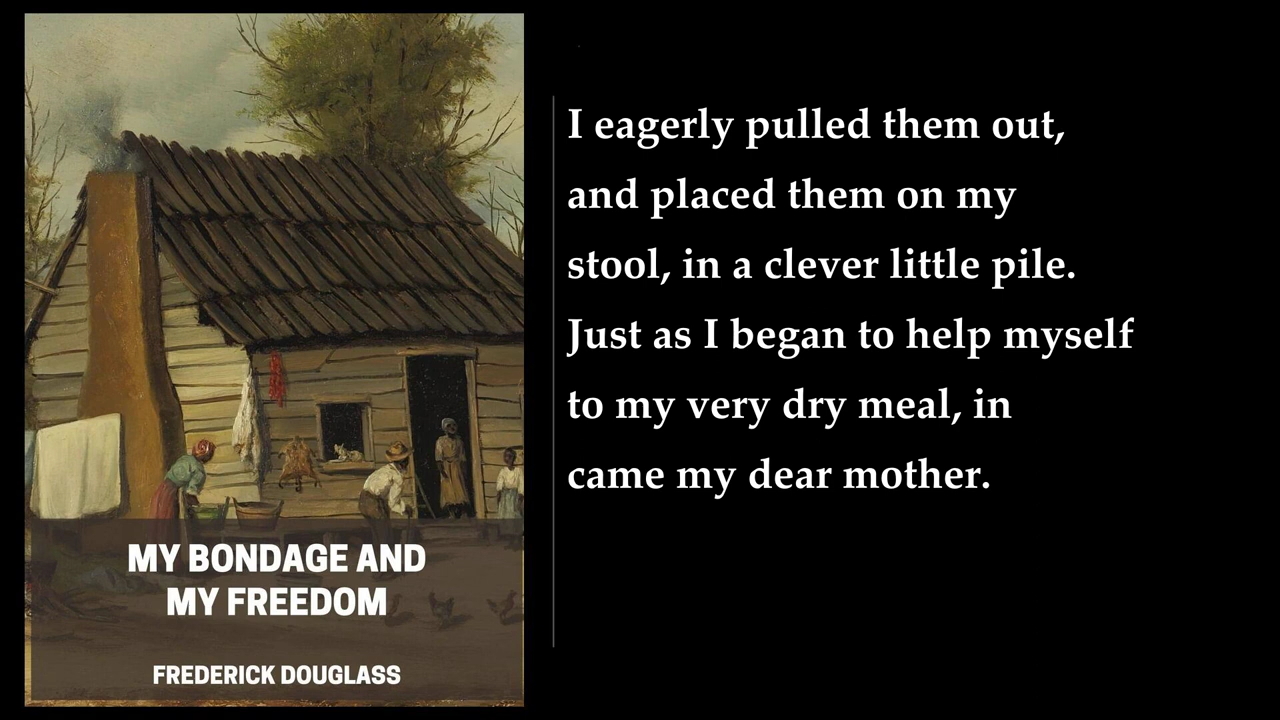 MY BONDAGE AND
MY FREEDOM
FREDERICK DOUGLASS
I eagerly pulled them out,
and placed them on my
stool, in a clever little pile.
Just as I began to help myself
to my very dry meal, in
came my dear mother.